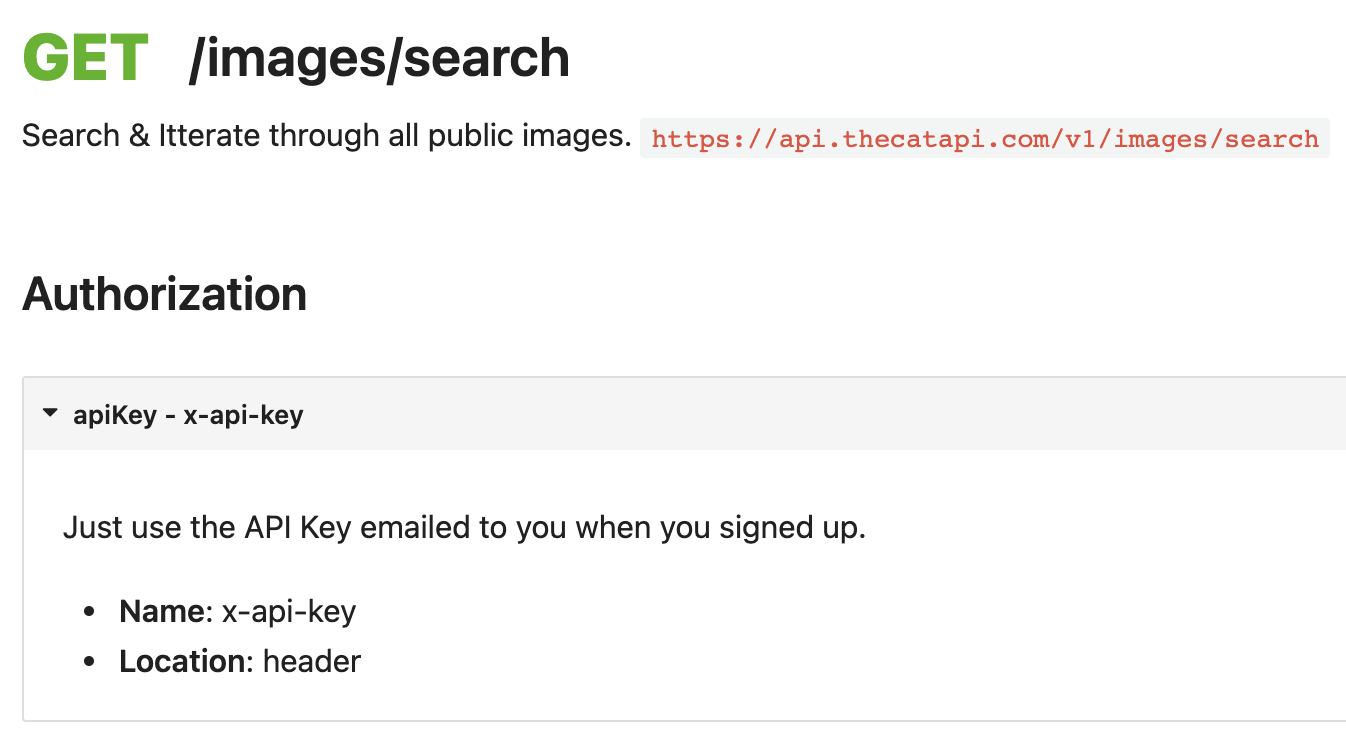 GET /images/search
Search & Itterate through all public images. https://api.thecatapi.com/v1/images/search
Authorization
apiKey - x-api-key
Just use the API Key emailed to you when you signed up.
• Name: x-api-key
• Location: header